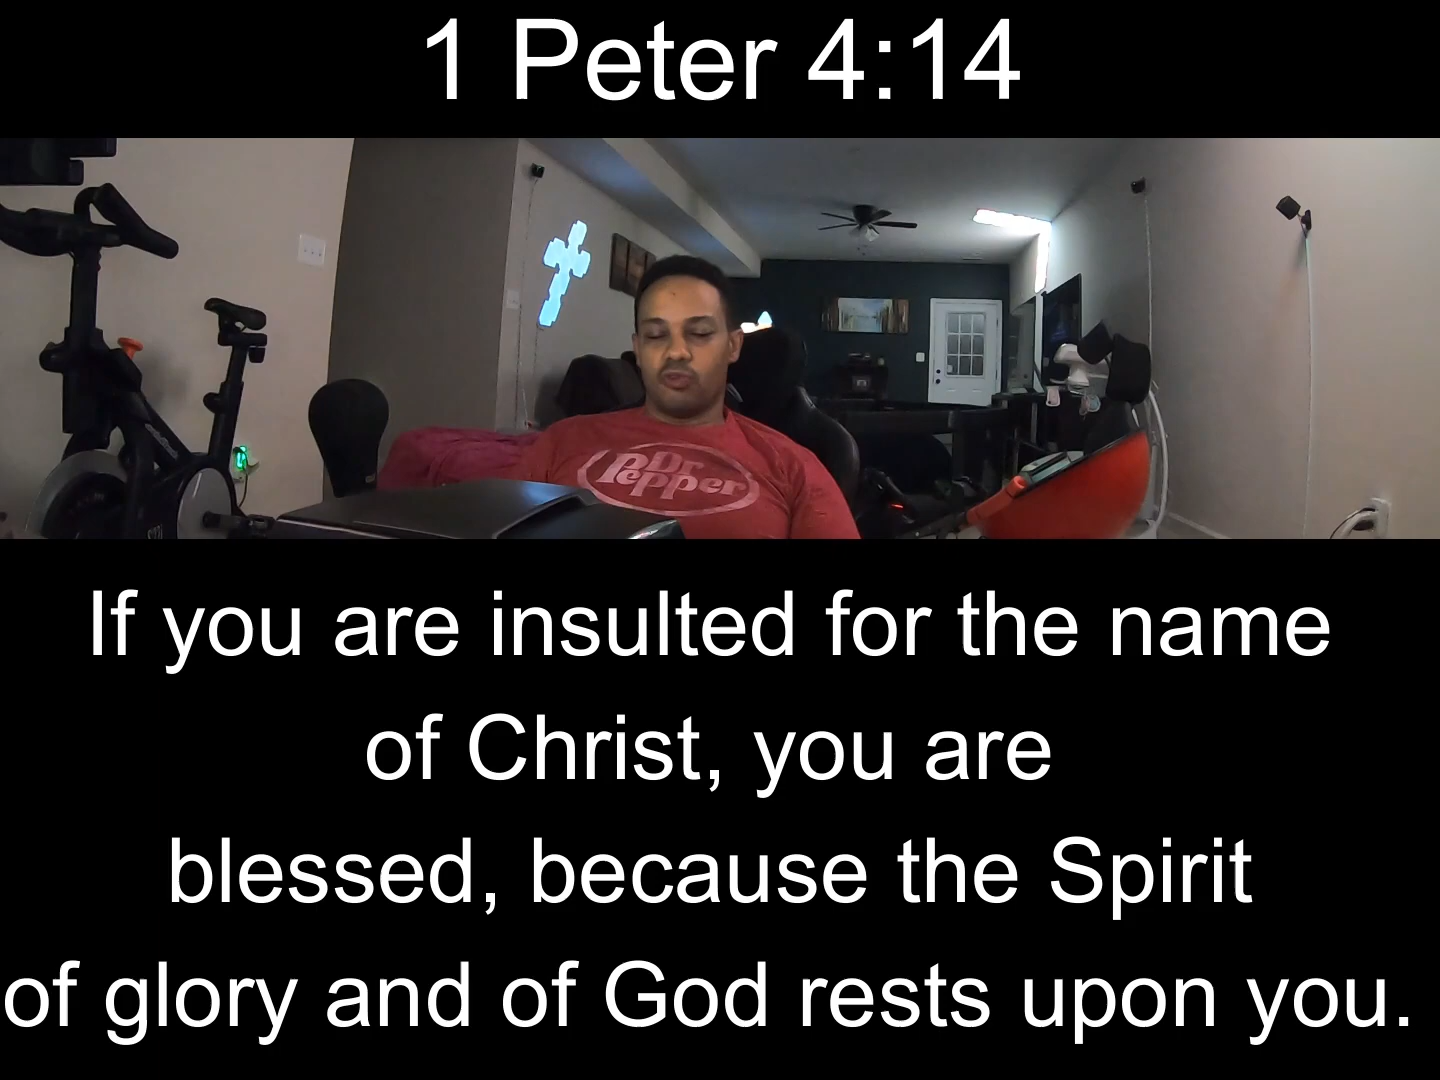 1 Peter 4:14
Dr
Pepper
If you are insulted for the name
of Christ, you are
blessed, because the Spirit
of glory and of God rests upon you.